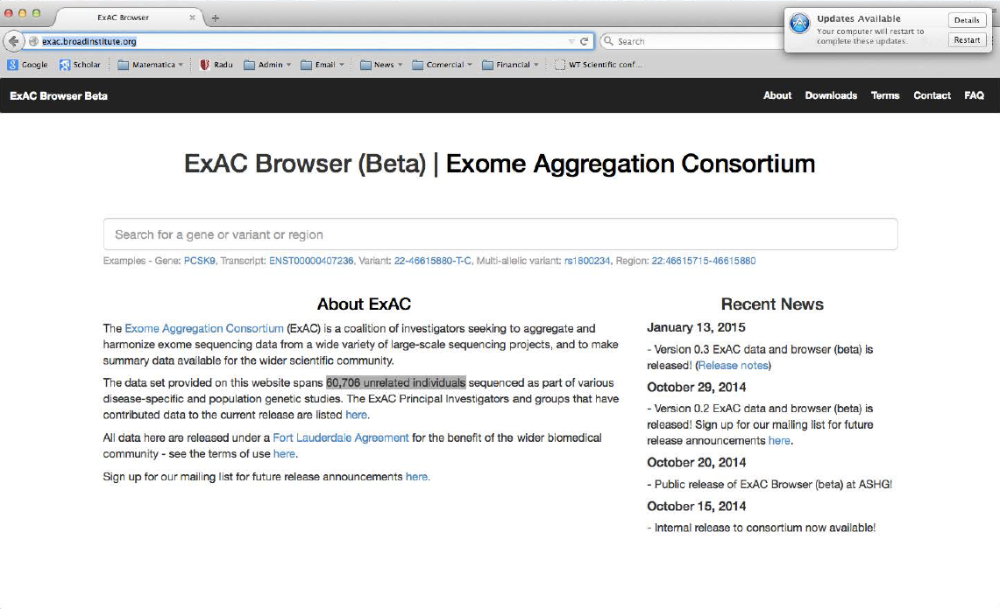 ExAC Browser
Updates Available
Your computer will restart to
complete these updates.
Details
Restart
exac.broadinstitute.org
Search
Google Scholar Matematica Radu Admin Email News Comercial Financial WT Scientific conf...
ExAC Browser Beta
About Downloads Terms Contact FAQ
ExAC Browser (Beta) | Exome Aggregation Consortium
Search for a gene or variant or region
Examples - Gene: PCSK9, Transcript: ENST00000407236, Variant: 22-46615880-T-C, Multi-allelic variant: rs1800234, Region: 22:46615715-46615880
About ExAC
The Exome Aggregation Consortium (ExAC) is a coalition of investigators seeking to aggregate and
harmonize exome sequencing data from a wide variety of large-scale sequencing projects, and to make
summary data available for the wider scientific community.
The data set provided on this website spans 60,706 unrelated individuals sequenced as part of various
disease-specific and population genetic studies. The ExAC Principal Investigators and groups that have
contributed data to the current release are listed here.
All data here are released under a Fort Lauderdale Agreement for the benefit of the wider biomedical
community - see the terms of use here.
Sign up for our mailing list for future release announcements here.
Recent News
January 13, 2015
- Version 0.3 ExAC data and browser (beta) is
released! (Release notes)
October 29, 2014
- Version 0.2 ExAC data and browser (beta) is
released! Sign up for our mailing list for future
release announcements here.
October 20, 2014
- Public release of ExAC Browser (beta) at ASHG!
October 15, 2014
- Internal release to consortium now available!